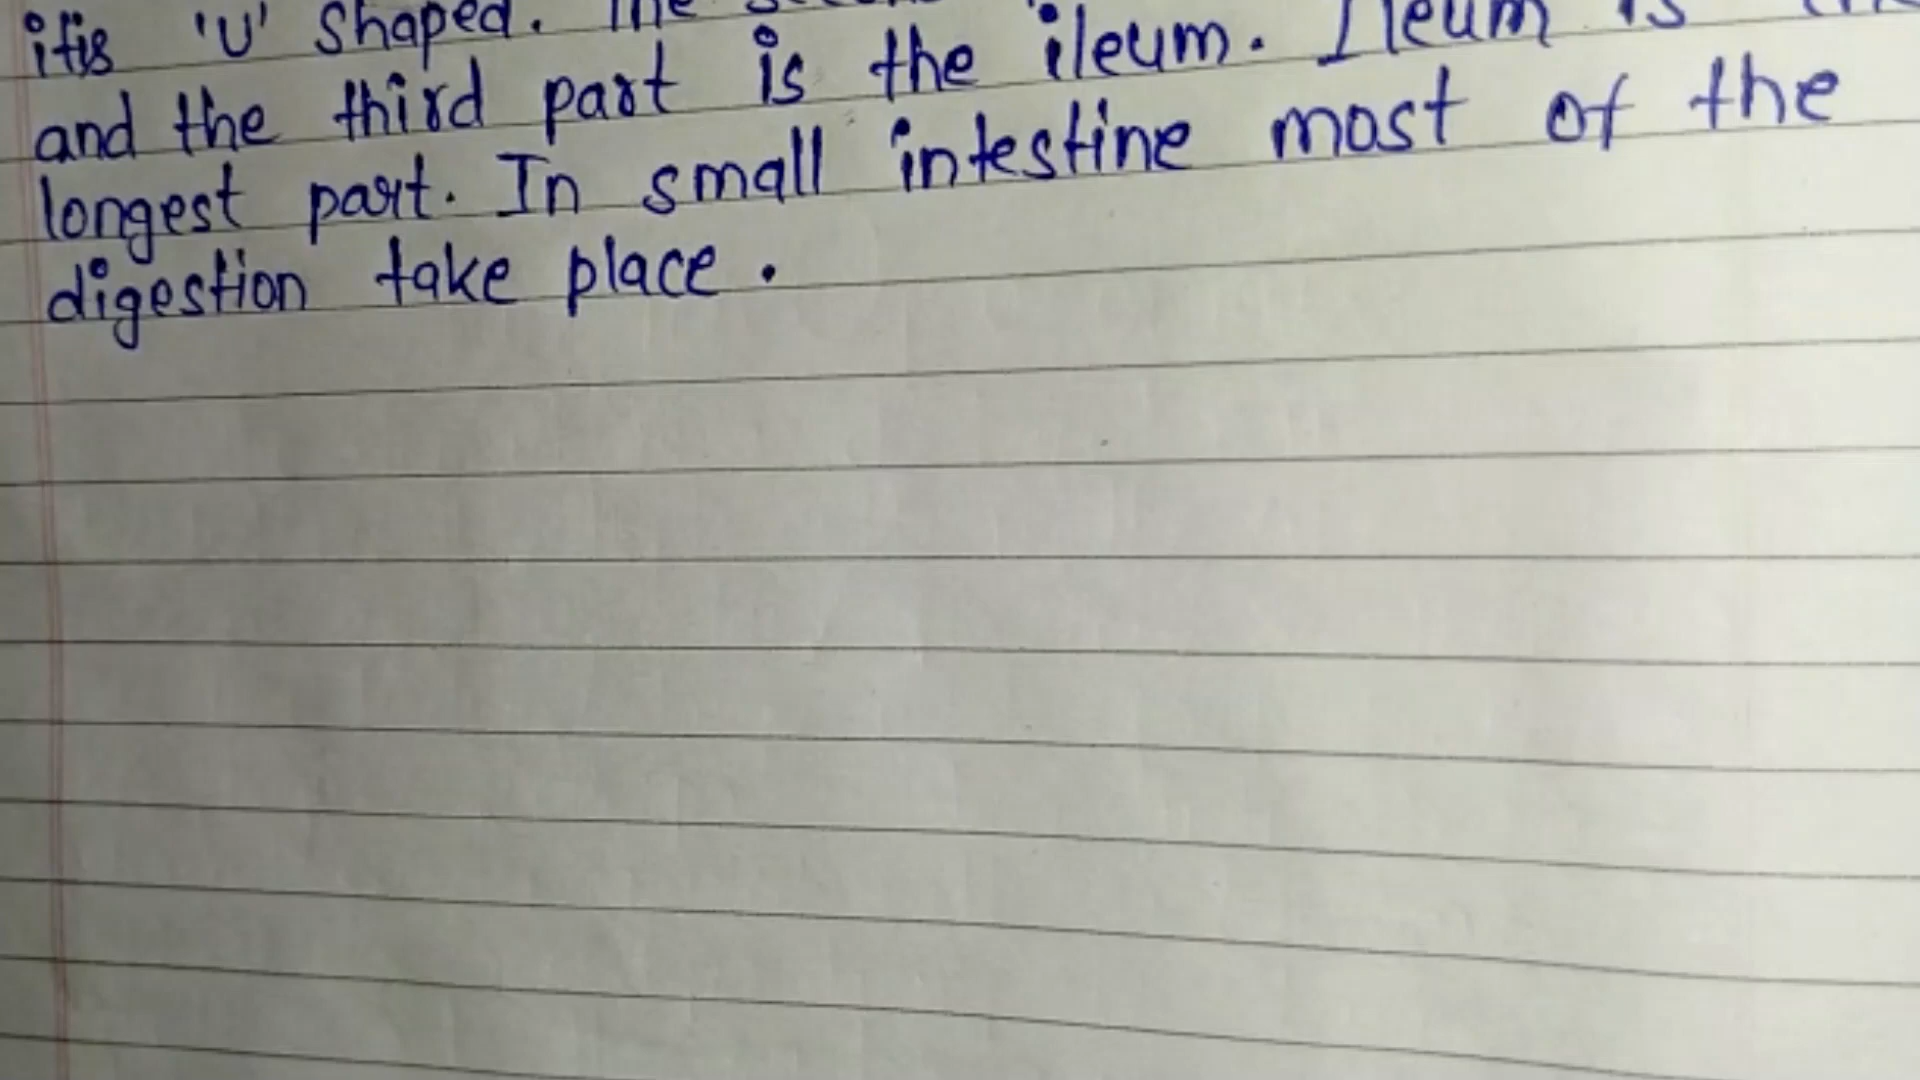 itis 'U' shaped. The
and the third part is the ileum. Ileum is
longest part. In small intestine most of the
digestion take place.